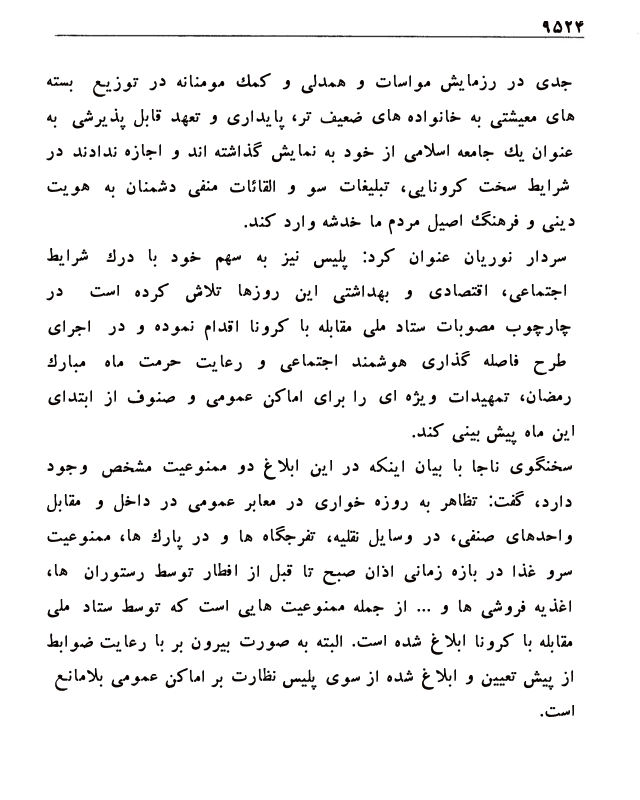 ۹۵۲۴
جدی در رزمایش مواسات و همدلی و کمك مومنانه در توزیع بسته
های معیشتی به خانواده های ضعیف تر، پایداری و تعهد قابل پذیرشی به
عنوان یك جامعه اسلامی از خود به نمایش گذاشته اند و اجازه ندادند در
شرایط سخت کرونایی، تبلیغات سو و القائات منفی دشمنان به هویت
دینی و فرهنگ اصیل مردم ما خدشه وارد کند.
سردار نوریان عنوان کرد: پلیس نیز به سهم خود با درك شرایط
اجتماعی، اقتصادی و بهداشتی این روزها تلاش کرده است در
چارچوب مصوبات ستاد ملی مقابله با کرونا اقدام نموده و در اجرای
طرح فاصله گذاری هوشمند اجتماعی و رعایت حرمت ماه مبارك
رمضان، تمهیدات ویژه ای را برای اماکن عمومی و صنوف از ابتدای
این ماه پیش بینی کند.
سخنگوی ناجا با بیان اینکه در این ابلاغ دو ممنوعیت مشخص وجود
دارد، گفت: تظاهر به روزه خواری در معابر عمومی در داخل و مقابل
واحدهای صنفی، در وسایل نقلیه، تفرجگاه ها و در پارك ها، ممنوعیت
سرو غذا در بازه زمانی اذان صبح تا قبل از افطار توسط رستوران ها،
اغذیه فروشی ها و ... از جمله ممنوعیت هایی است که توسط ستاد ملی
مقابله با کرونا ابلاغ شده است. البته به صورت بیرون بر با رعایت ضوابط
از پیش تعیین و ابلاغ شده از سوی پلیس نظارت بر اماکن عمومی بلامانع
است.